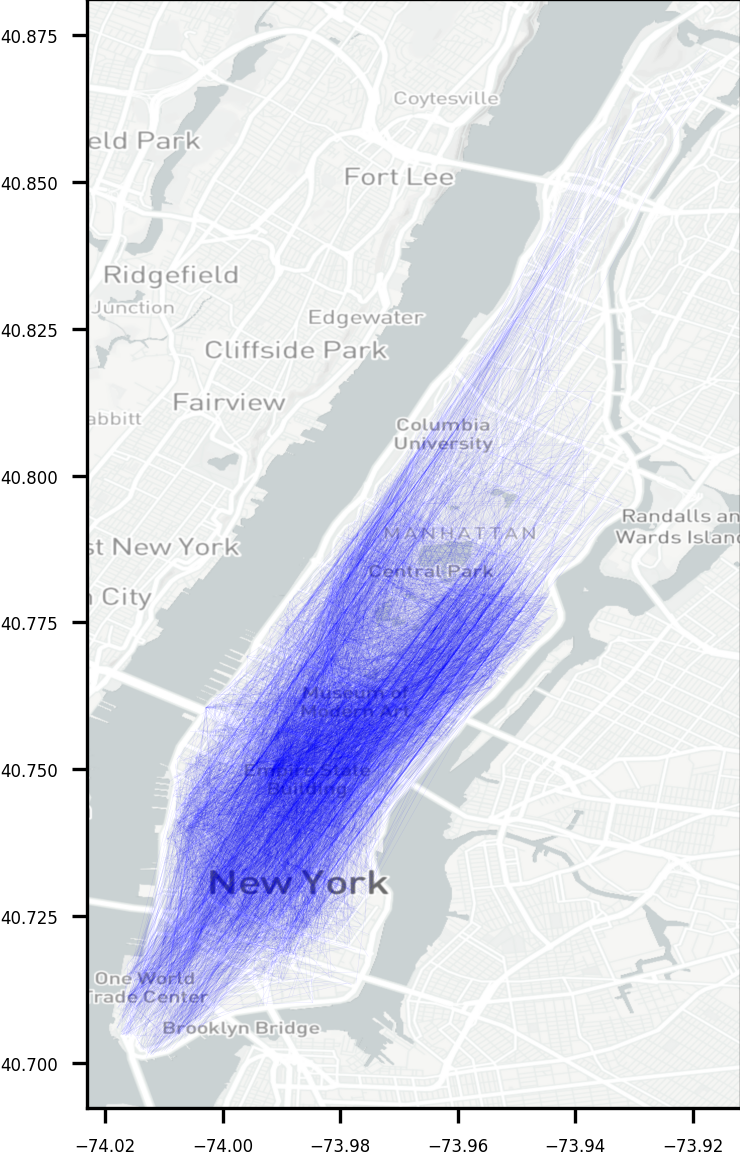 40.875
Coytesville
eld Park
40.850
Fort Lee
Ridgefield
Junction
40.825
Edgewater
Cliffside Park
Fairview
abbitt
Columbia
University
40.800
Randalls an
Wards Island
MANHATTAN
st New York
Central Park
City
40.775
Museum of
Modern Art
40.750
Empire State
Building
New York
40.725
One World
Trade Center
Brooklyn Bridge
40.700
−74.02 −74.00 −73.98 −73.96 −73.94 −73.92